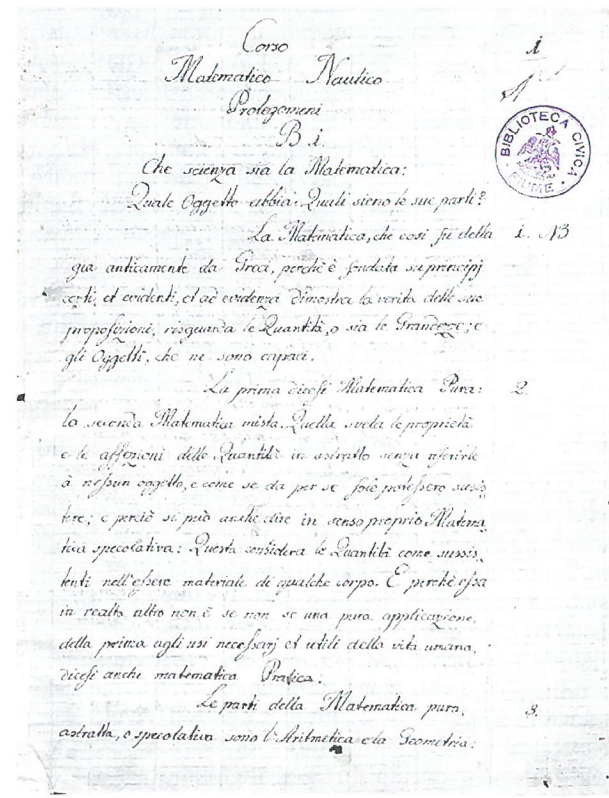 Corso
1
Matematico Nautico
Prolegomeni
B 1.
BIBLIOTECA CIVICA
FIUME
Che scienza sia la Matematica:
Quale Oggetto abbia: Quali sieno le sue parti?
La Matematica, che così fù detta 1. N3
gia anticamente da Greci, perchè è fondata su principj
certi, et evidenti, et ad evidenza dimostra la verità delle sue
proposizioni, risguarda le Quantità, o sia le Grandezze; e
gli Oggetti, che ne sono capaci.
La prima dicesi Matematica Pura: 2.
la seconda Matematica mista. Quella svela le proprietà
e le affezioni delle Quantità in astratto senza riferirle
à nessun oggetto, e come se da per se sole potessero sussis,
tere; e perciò si può anche dire in senso proprio Matema,
tica specolativa: Questa considera le Quantità come sussis,
tenti nell'essere materiale di qualche corpo. E perchè essa
in realtà altro non è se non se una pura applicazione,
della prima agli usi necessarj et utili della vità umana,
dicesi anche matematica Pratica.
Le parti della Matematica pura, 3.
astratta, o specolativa sono l'Aritmetica e la Geometria: